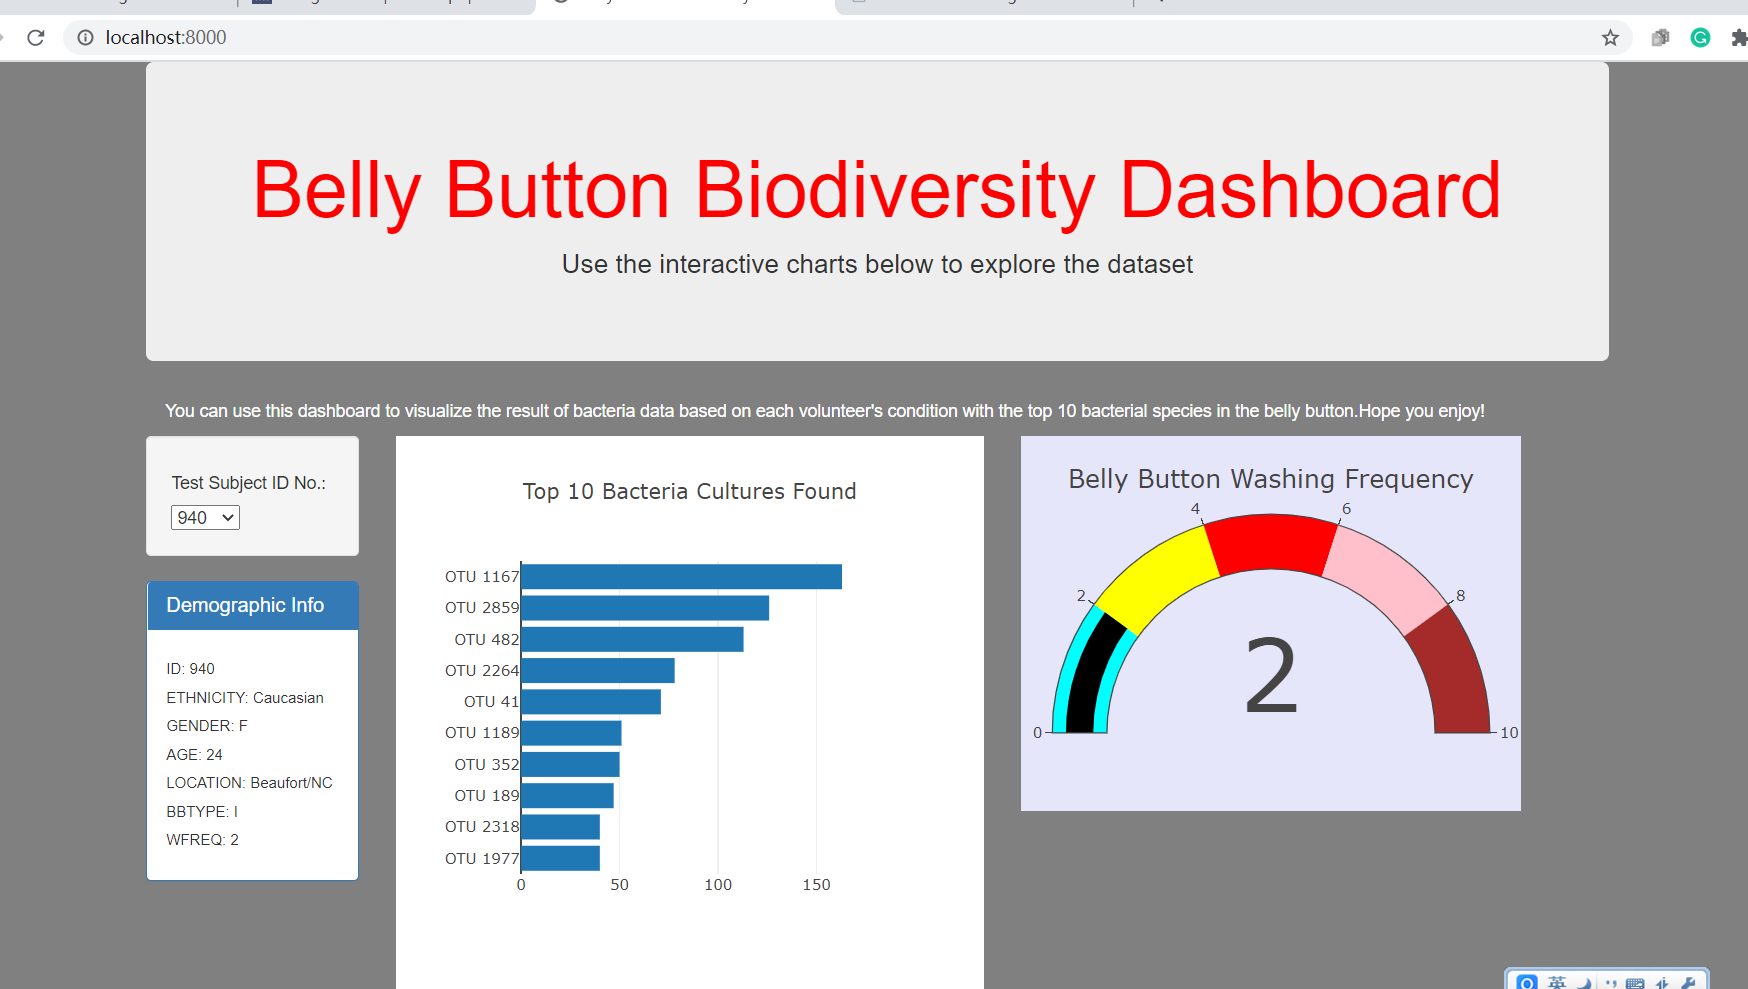 localhost:8000
Belly Button Biodiversity Dashboard
Use the interactive charts below to explore the dataset
You can use this dashboard to visualize the result of bacteria data based on each volunteer's condition with the top 10 bacterial species in the belly button.Hope you enjoy!
Test Subject ID No.:
940
Demographic Info
ID: 940
ETHNICITY: Caucasian
GENDER: F
AGE: 24
LOCATION: Beaufort/NC
BBTYPE: I
WFREQ: 2
Top 10 Bacteria Cultures Found
OTU 1167
OTU 2859
OTU 482
OTU 2264
OTU 41
OTU 1189
OTU 352
OTU 189
OTU 2318
OTU 1977
0 50 100 150
Belly Button Washing Frequency
4 6
2 8
2
0 10
英